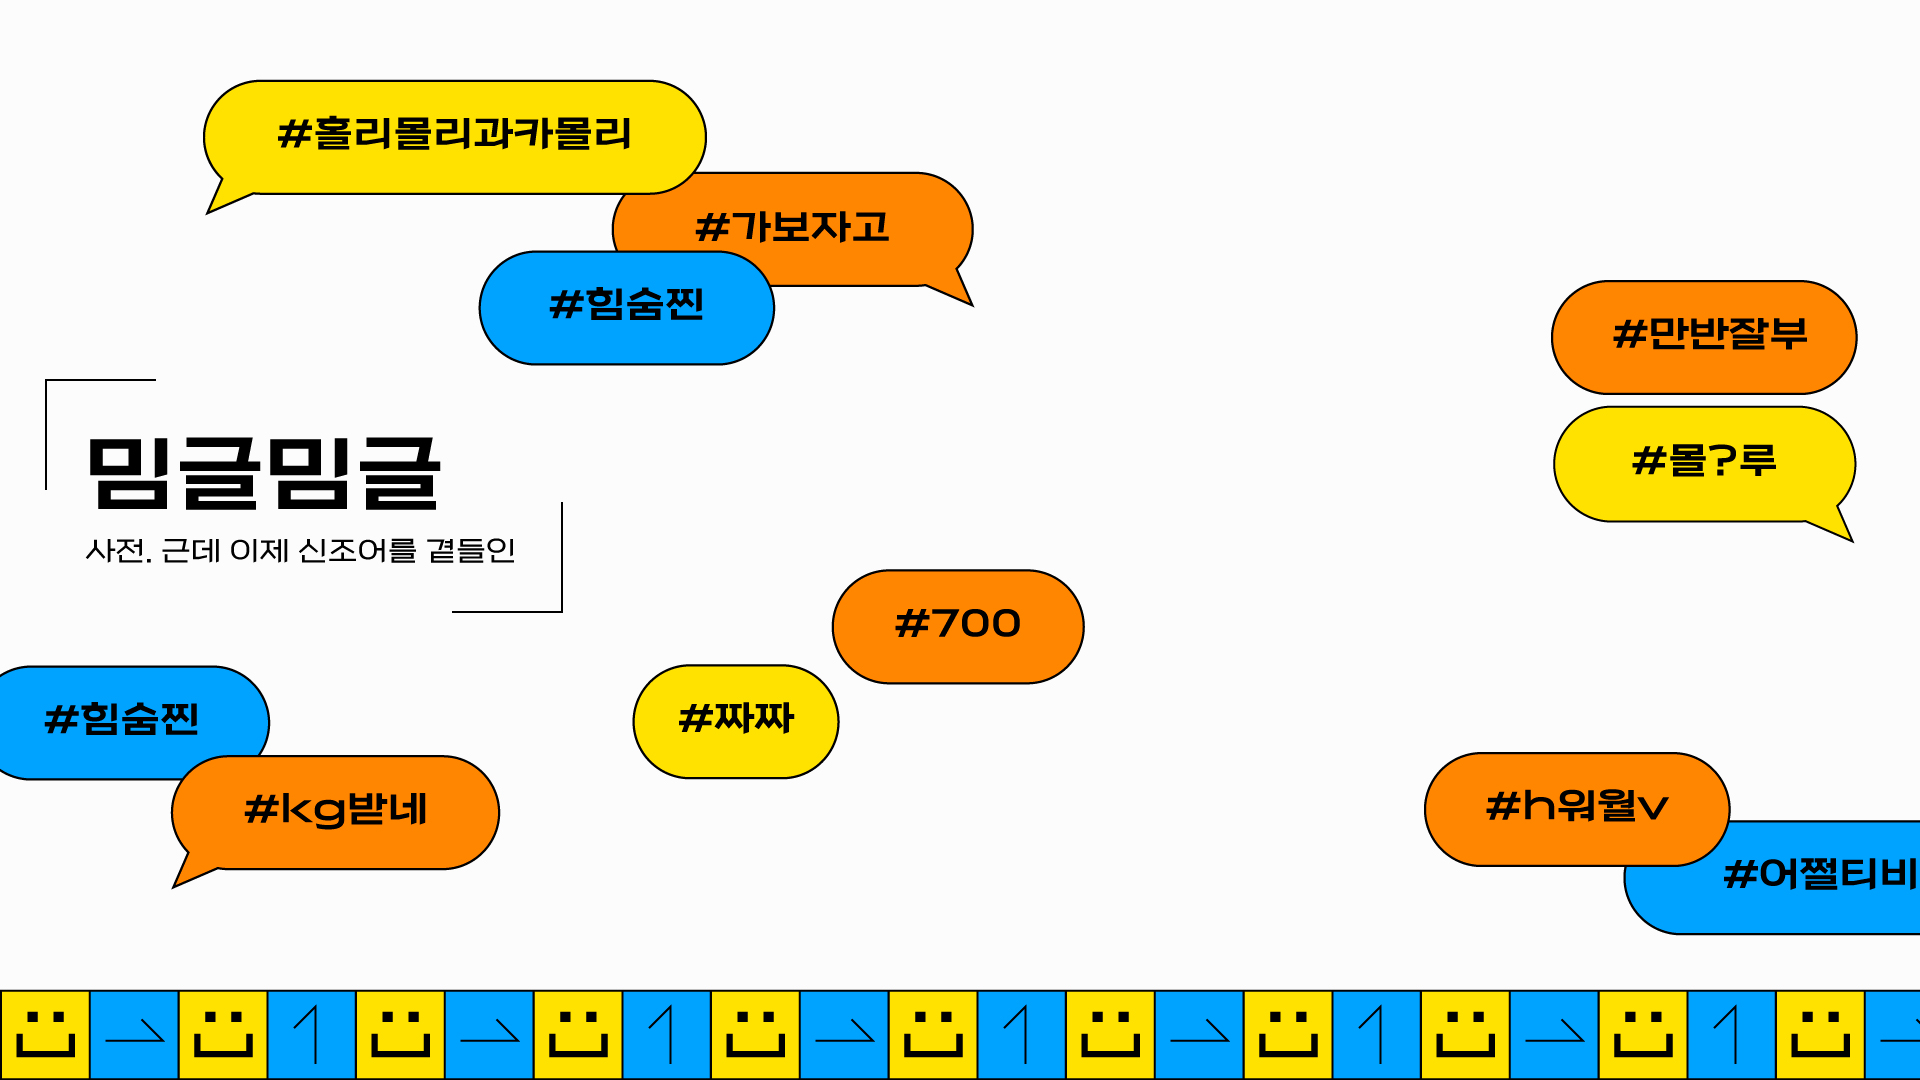 #홀리몰리과카몰리
#가보자고
#힘숨찐
#만반잘부
밈글밈글
#몰?루
사전. 근데 이제 신조어를 곁들인
#700
#힘숨찐
#짜짜
#kg받네
#h워월v
#어쩔티비